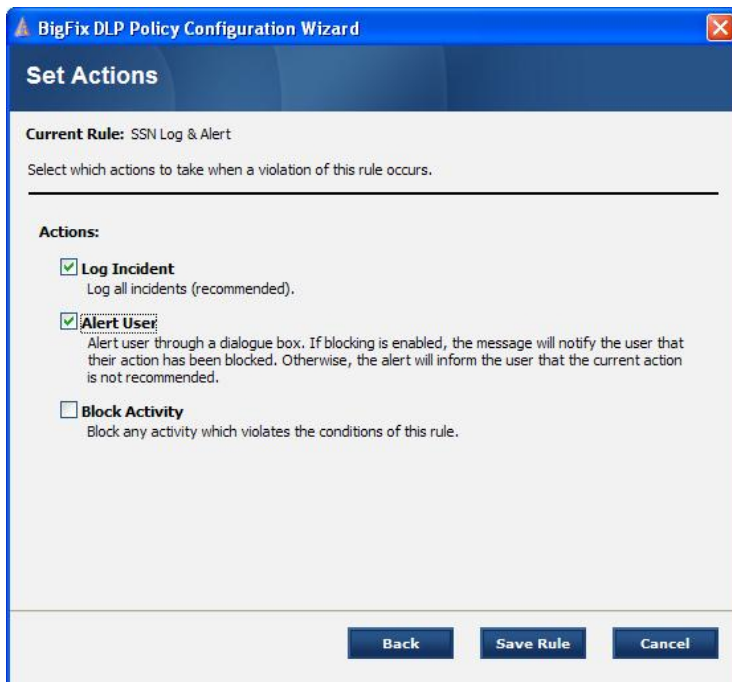 BigFix DLP Policy Configuration Wizard
Set Actions
Current Rule: SSN Log & Alert
Select which actions to take when a violation of this rule occurs.
Actions:
Log Incident
Log all incidents (recommended).
Alert User
Alert user through a dialogue box. If blocking is enabled, the message will notify the user that
their action has been blocked. Otherwise, the alert will inform the user that the current action
is not recommended.
Block Activity
Block any activity which violates the conditions of this rule.
Back Save Rule Cancel